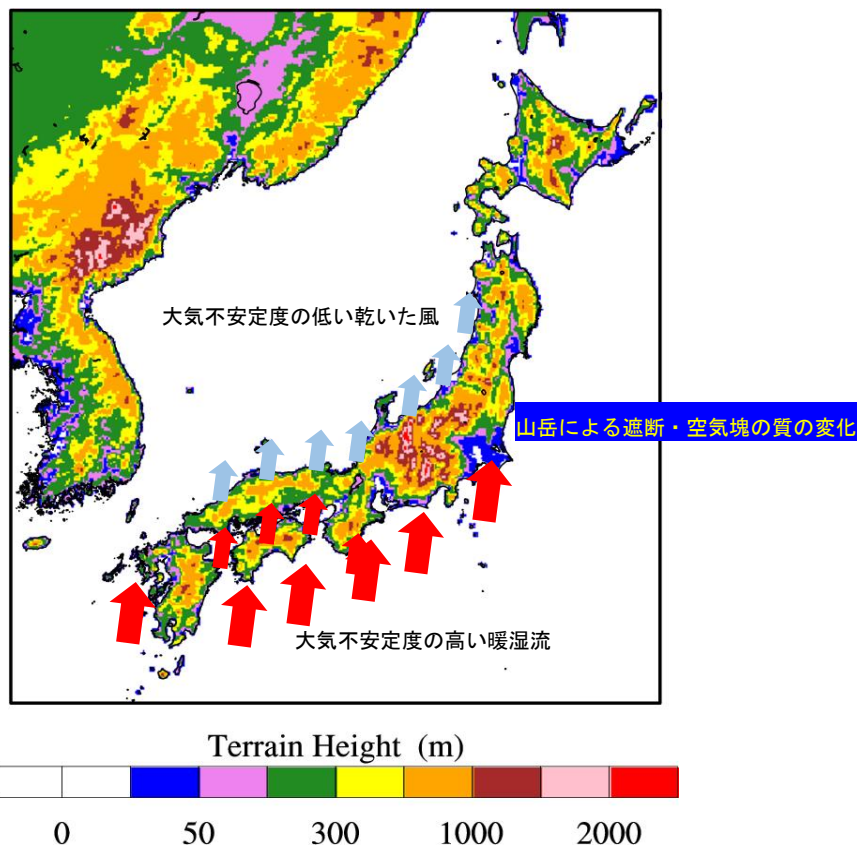 大気不安定度の低い乾いた風
山岳による遮断・空気塊の質の変化
大気不安定度の高い暖湿流
Terrain Height (m)
0 50 300 1000 2000